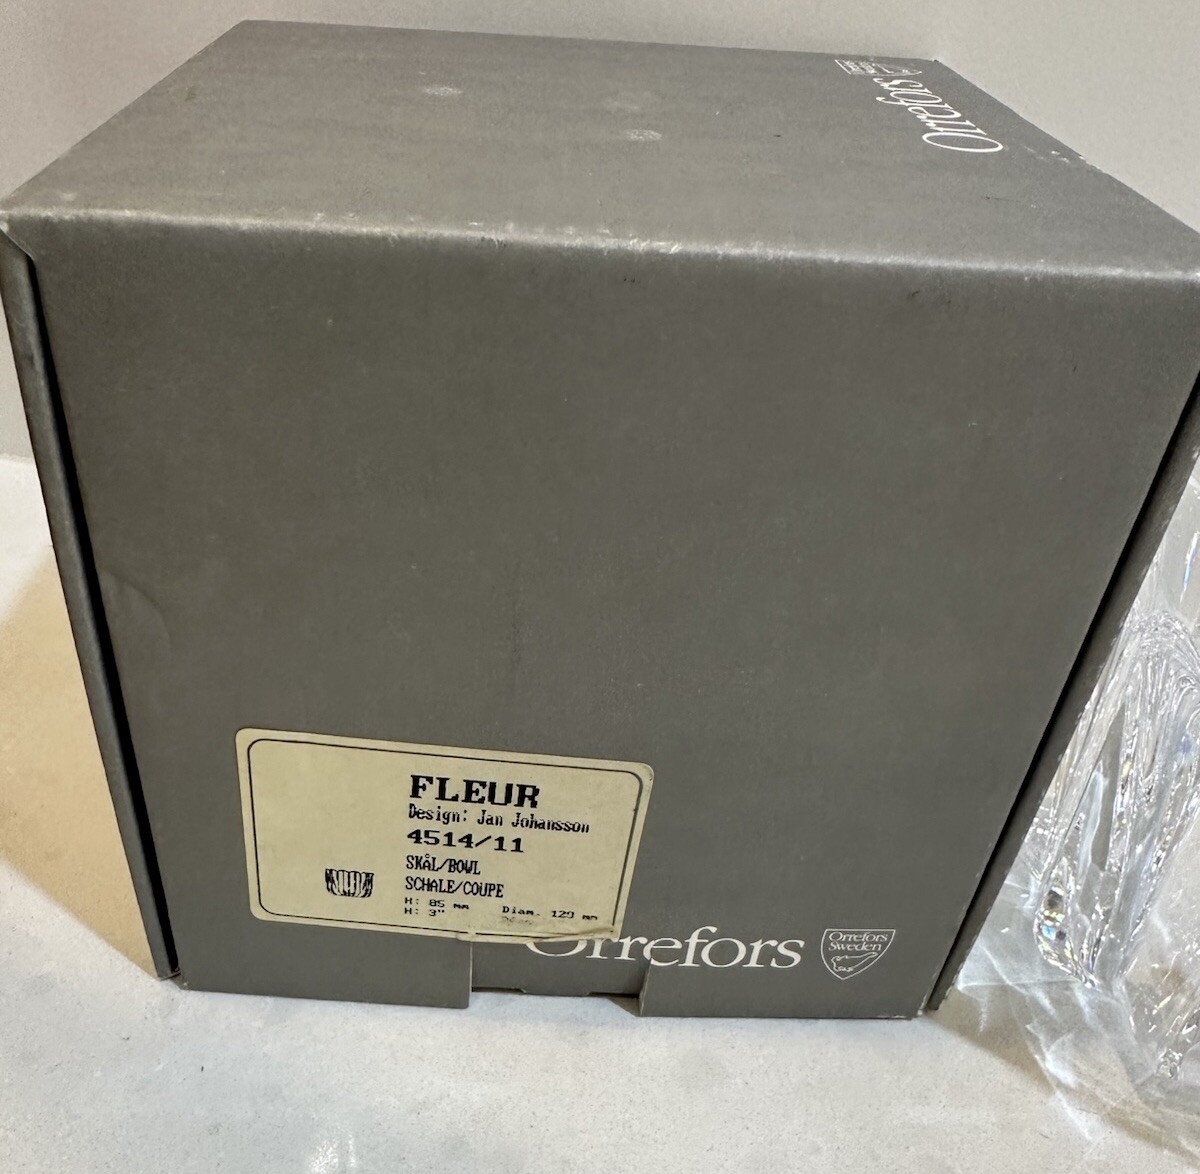 Orrefors
FLEUR
Design: Jan Johansson
4514/11
SKÅL/BOWL
SCHALE/COUPE
H: 85 mm Diam. 129 mm
H: 3"
Orrefors
Orrefors
Sweden